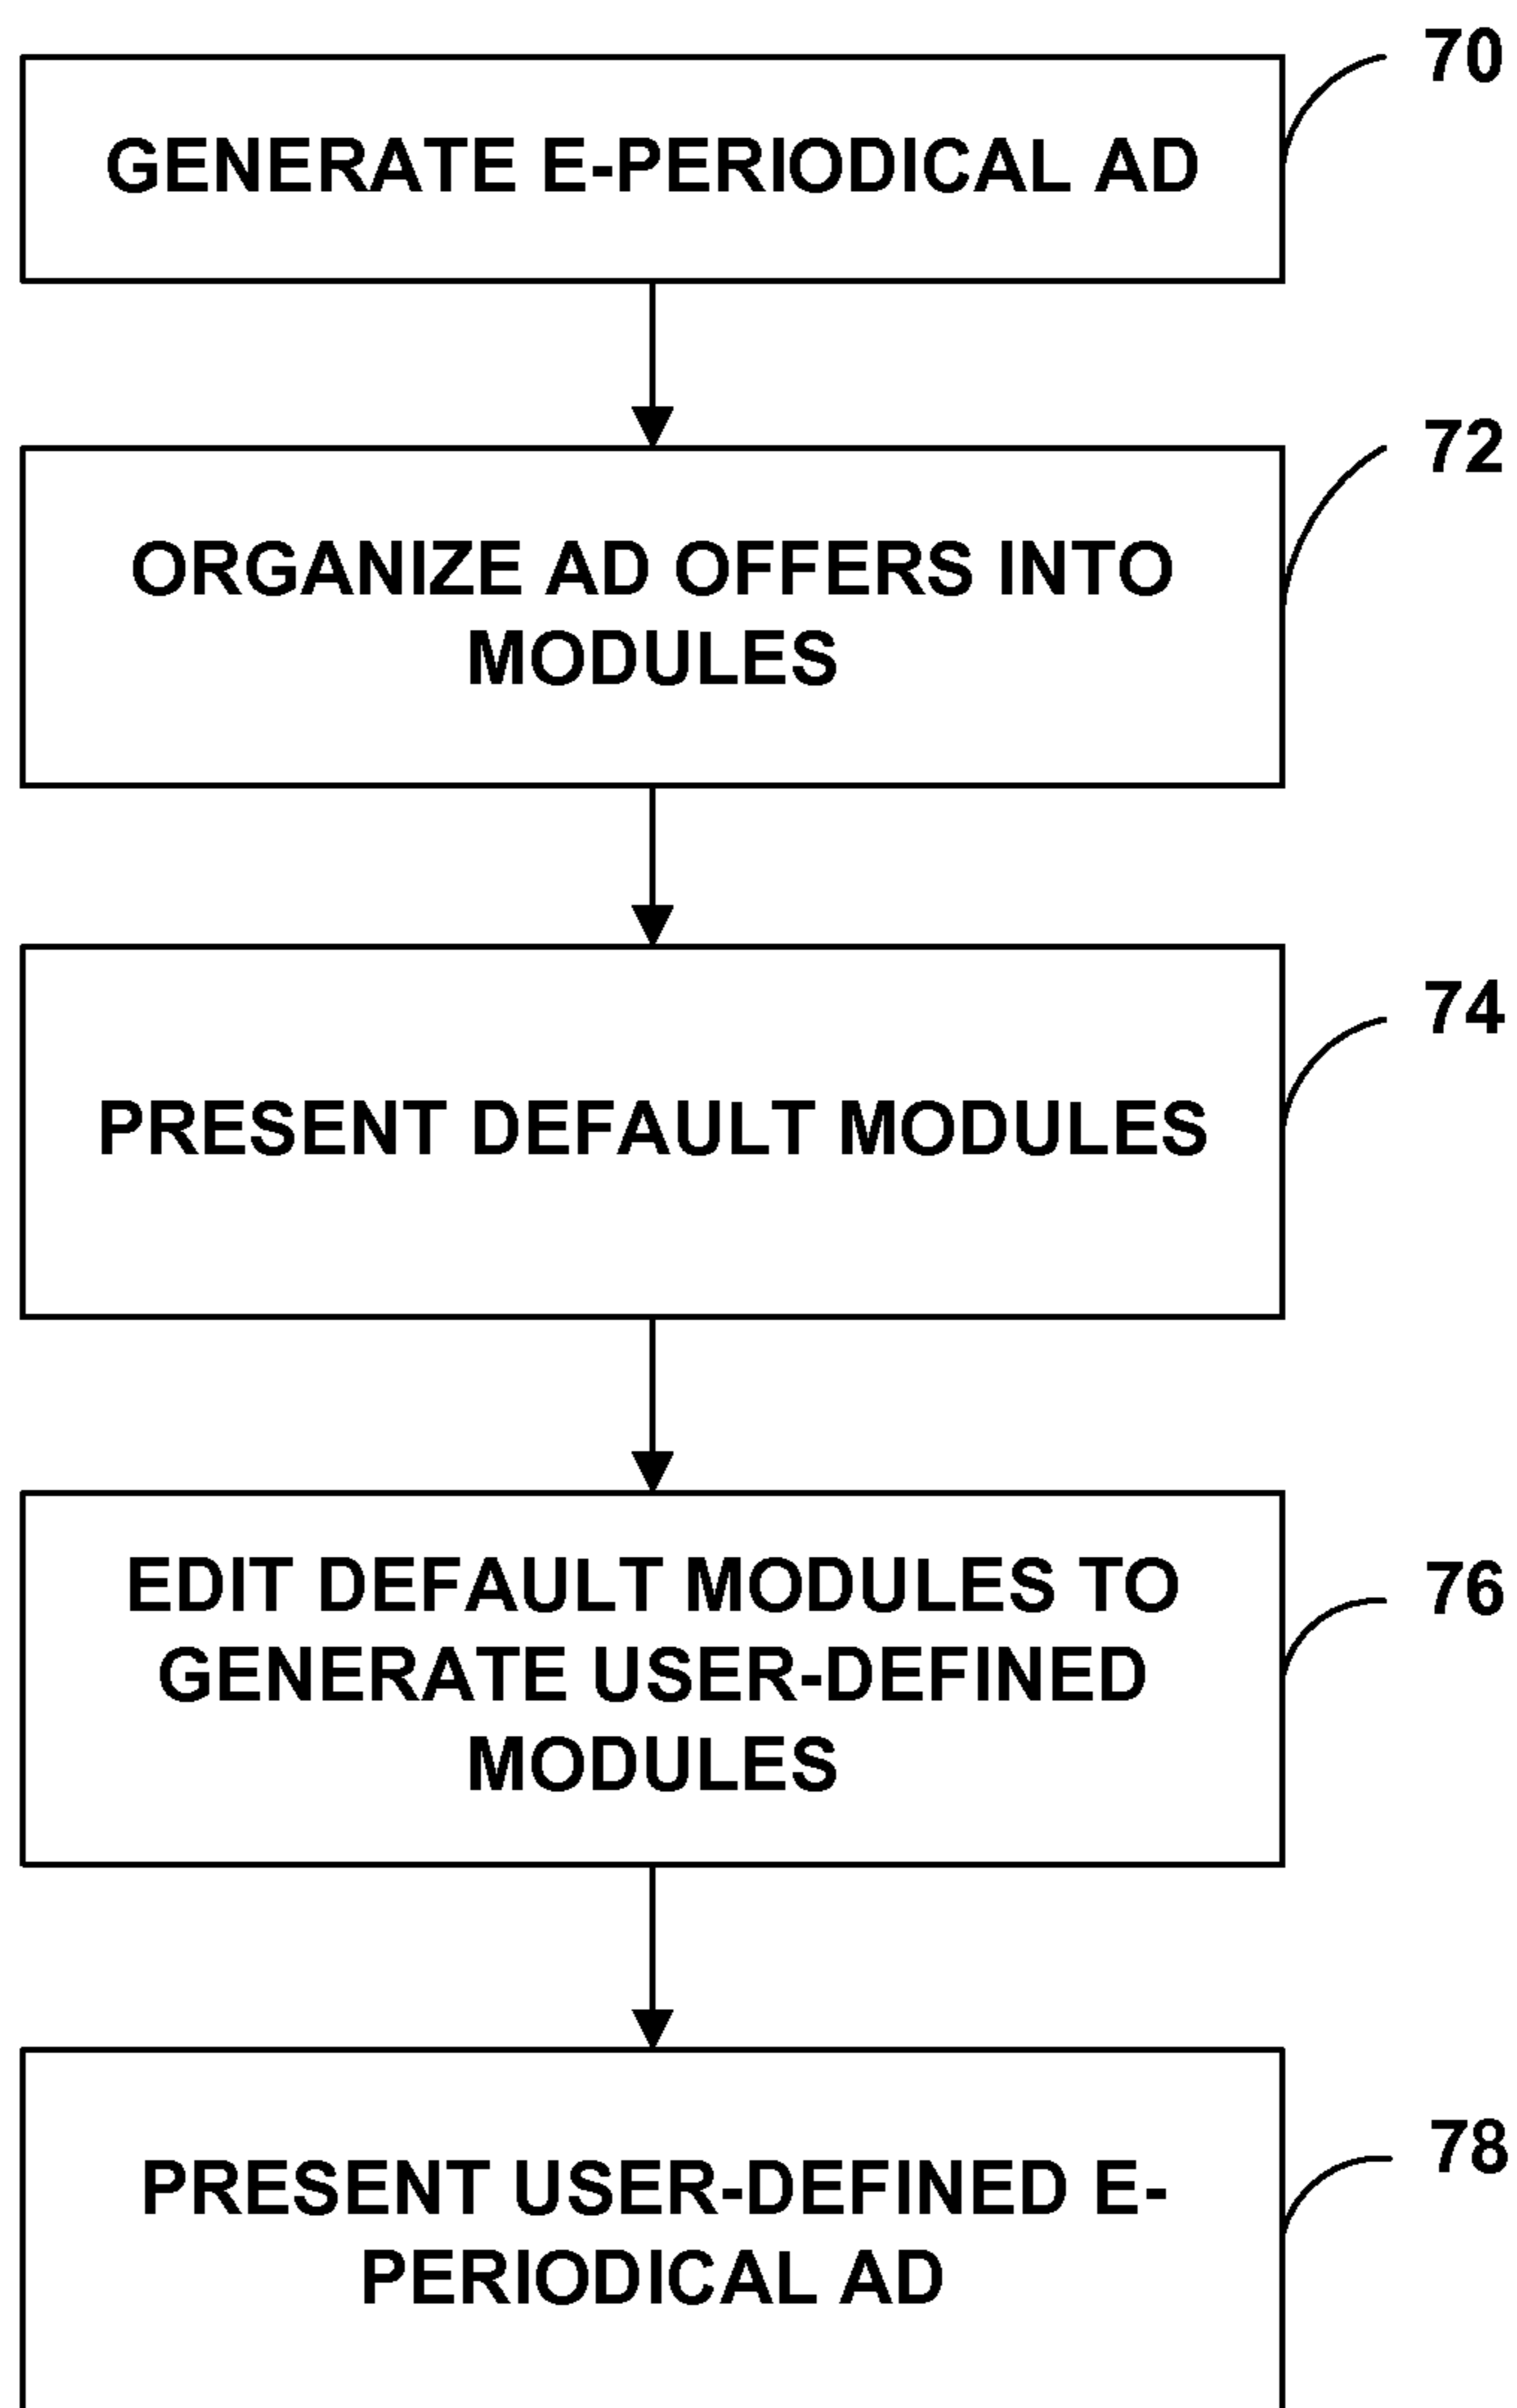 70
GENERATE E-PERIODICAL AD
72
ORGANIZE AD OFFERS INTO
MODULES
74
PRESENT DEFAULT MODULES
76
EDIT DEFAULT MODULES TO
GENERATE USER-DEFINED
MODULES
78
PRESENT USER-DEFINED E-
PERIODICAL AD